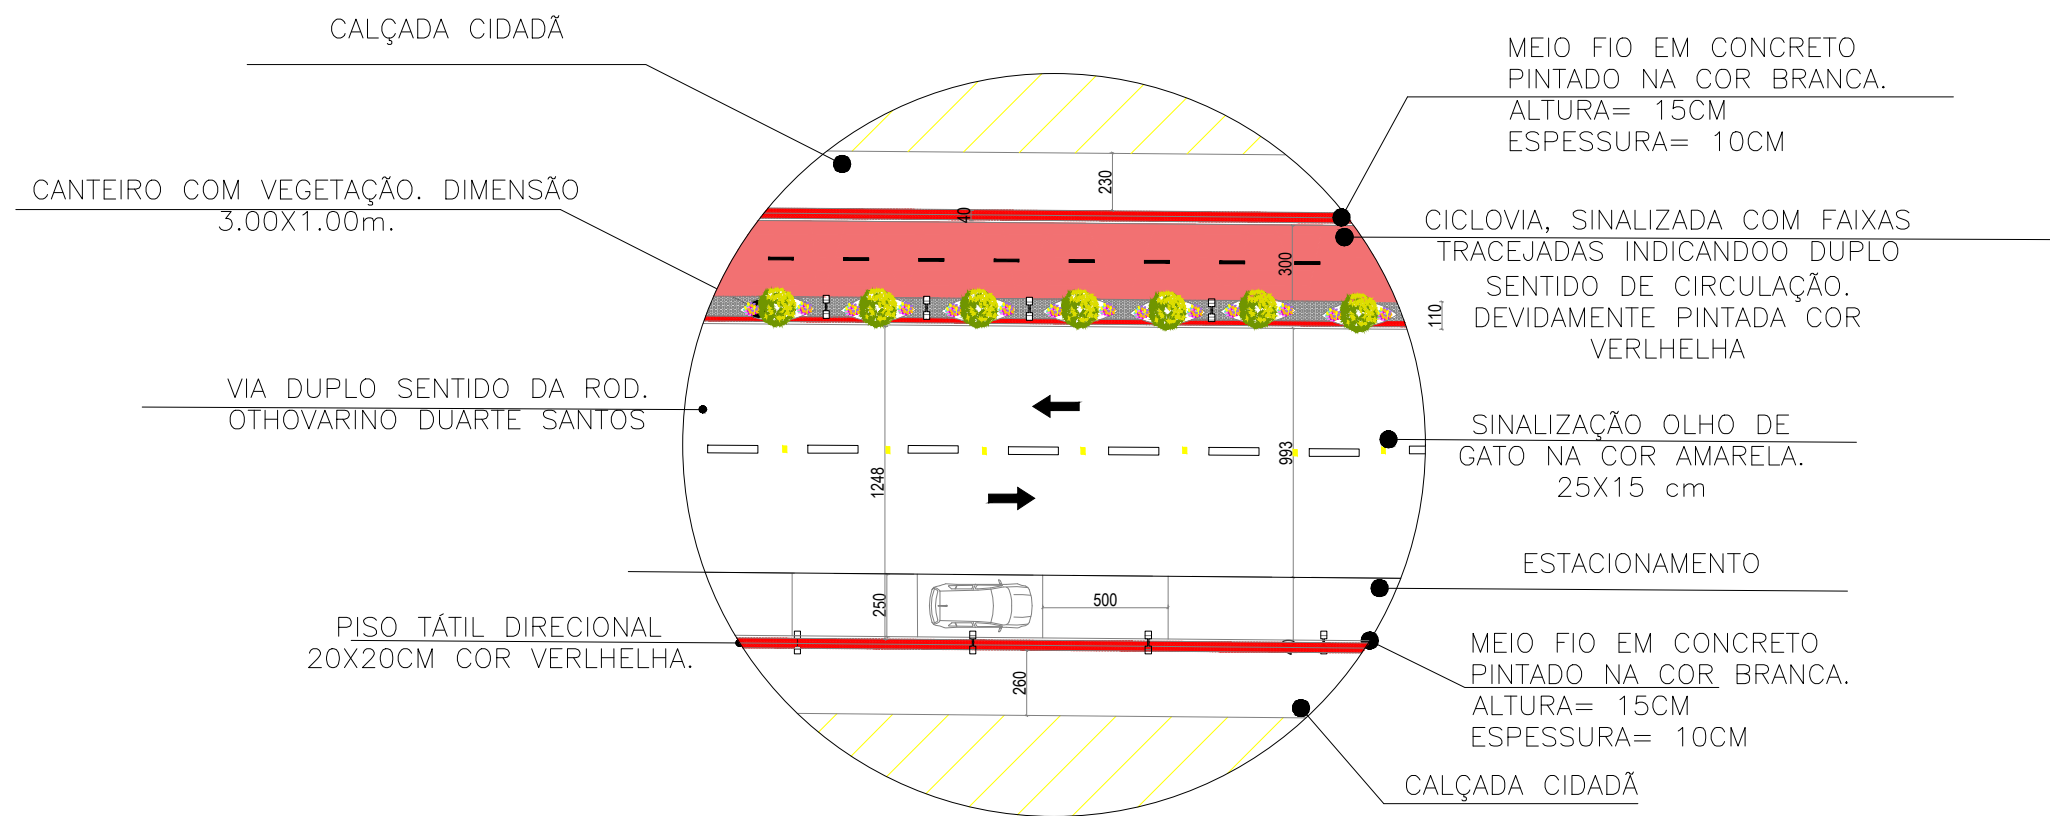 CALÇADA CIDADÃ
MEIO FIO EM CONCRETO
PINTADO NA COR BRANCA.
ALTURA= 15CM
ESPESSURA= 10CM
CANTEIRO COM VEGETAÇÃO. DIMENSÃO
3.00X1.00m.
230
40
CICLOVIA, SINALIZADA COM FAIXAS
TRACEJADAS INDICANDOO DUPLO
SENTIDO DE CIRCULAÇÃO.
DEVIDAMENTE PINTADA COR
VERLHELHA
300
110
VIA DUPLO SENTIDO DA ROD.
OTHOVARINO DUARTE SANTOS
1248
993
SINALIZAÇÃO OLHO DE
GATO NA COR AMARELA.
25X15 cm
ESTACIONAMENTO
250
500
PISO TÁTIL DIRECIONAL
20X20CM COR VERLHELHA.
260
MEIO FIO EM CONCRETO
PINTADO NA COR BRANCA.
ALTURA= 15CM
ESPESSURA= 10CM
CALÇADA CIDADÃ